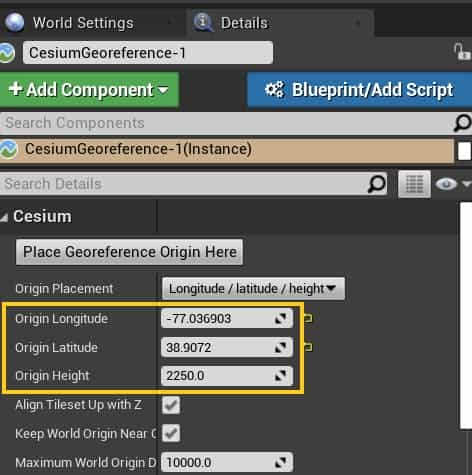 World Settings
Details
CesiumGeoreference-1
+Add Component
Blueprint/Add Script
Search Components
CesiumGeoreference-1(Instance)
Search Details
Cesium
Place Georeference Origin Here
Origin Placement
Longitude / latitude / height
Origin Longitude
-77.036903
Origin Latitude
38.9072
Origin Height
2250.0
Align Tileset Up with Z
Keep World Origin Near
Maximum World Origin D
10000.0